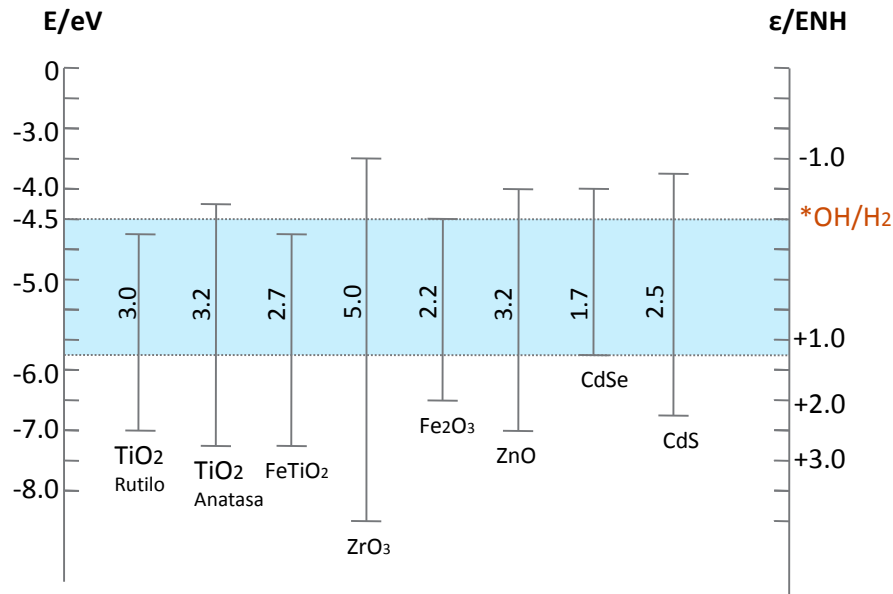 E/eV
ε/ENH
0
-3.0
-4.0
-4.5
-5.0
-6.0
-7.0
-8.0
-1.0
*OH/H₂
+1.0
+2.0
+3.0
3.0
3.2
2.7
5.0
2.2
3.2
1.7
2.5
TiO₂
Rutilo
TiO₂
Anatasa
FeTiO₂
ZrO₃
Fe₂O₃
ZnO
CdSe
CdS